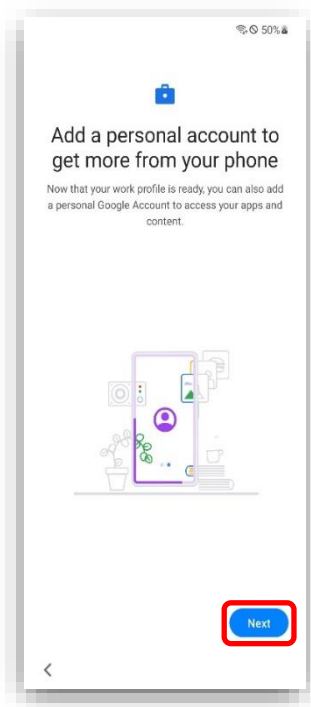 50%
Add a personal account to
get more from your phone
Now that your work profile is ready, you can also add
a personal Google Account to access your apps and
content.
Next